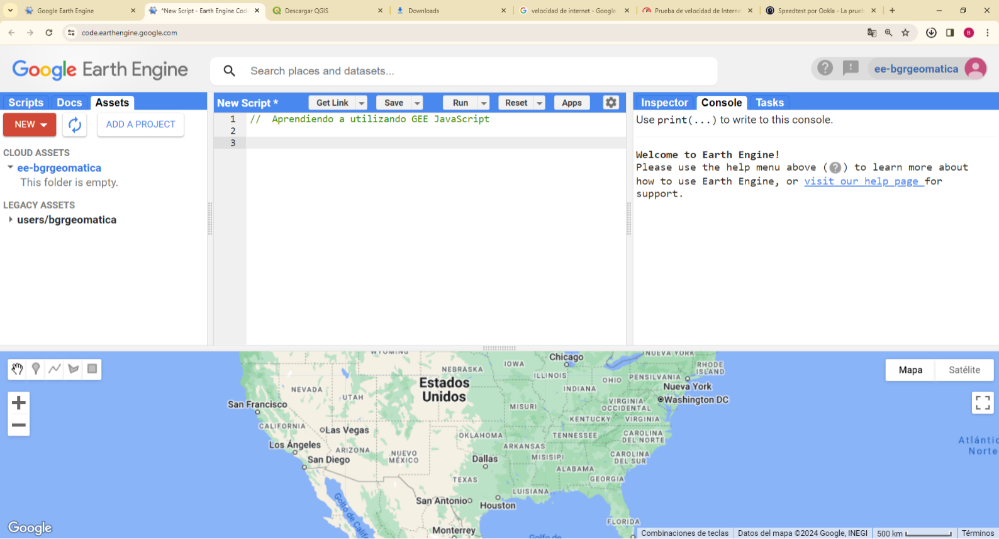 Google Earth Engine
*New Script - Earth Engine Cod
Descargar QGIS
Downloads
velocidad de internet - Google
Prueba de velocidad de Interne
Speedtest por Ookla - La prueb
code.earthengine.google.com
B
Google Earth Engine
Search places and datasets...
ee-bgrgeomatica
Scripts
Docs
Assets
NEW
ADD A PROJECT
CLOUD ASSETS
ee-bgrgeomatica
This folder is empty.
LEGACY ASSETS
users/bgrgeomatica
New Script *
Get Link
Save
Run
Reset
Apps
1 //  Aprendiendo a utilizando GEE JavaScript
2
3
Inspector
Console
Tasks
Use print(...) to write to this console.
Welcome to Earth Engine!
Please use the help menu above (?) to learn more about
how to use Earth Engine, or visit our help page for
support.
Mapa
Satélite
WYOMING
NEBRASKA
IOWA
Chicago
NUEVA YORK
RHODE
ISLAND
ILLINOIS
OHIO
PENSILVANIA
Estados
Unidos
NEVADA
UTAH
INDIANA
Nueva York
San Francisco
MISURI
VIRGINIA
OCCIDENTAL
Washington DC
CALIFORNIA
Las Vegas
KENTUCKY
VIRGINIA
OKLAHOMA
TENNESSEE
CAROLINA
DEL NORTE
Los Ángeles
ARIZONA
NUEVO
MÉXICO
ARKANSAS
Atlántic
Norte
San Diego
Dallas
MISISIPI
CAROLINA
DEL SUR
ALABAMA
TEXAS
GEORGIA
LUISIANA
San Antonio
Houston
Golfo de Calif
FLORIDA
Monterrey
Golfo de
Google
Combinaciones de teclas
Datos del mapa ©2024 Google, INEGI
500 km
Términos